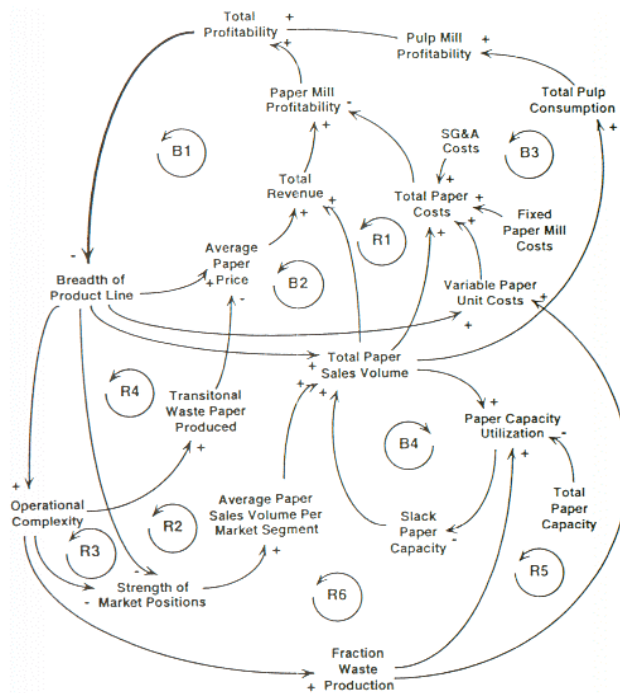 Total
Profitability
+
+
Pulp Mill
Profitability
+
Paper Mill
Profitability
-
+
Total Pulp
Consumption
+
SG&A
Costs
B1
B3
Total
Revenue
+
+
+
Total Paper
Costs
+
+
+
Fixed
Paper Mill
Costs
R1
-
Average
Paper
Price
+
-
B2
Breadth of
Product Line
Variable Paper
Unit Costs
+
+
Total Paper
Sales Volume
+
+
+
R4
Transitonal
Waste Paper
Produced
+
B4
+
Paper Capacity
Utilization
-
+
+
Operational
Complexity
R2
Average Paper
Sales Volume Per
Market Segment
+
Slack
Paper
Capacity
-
Total
Paper
Capacity
R3
-
-
Strength of
Market Positions
R6
R5
Fraction
Waste
Production
+